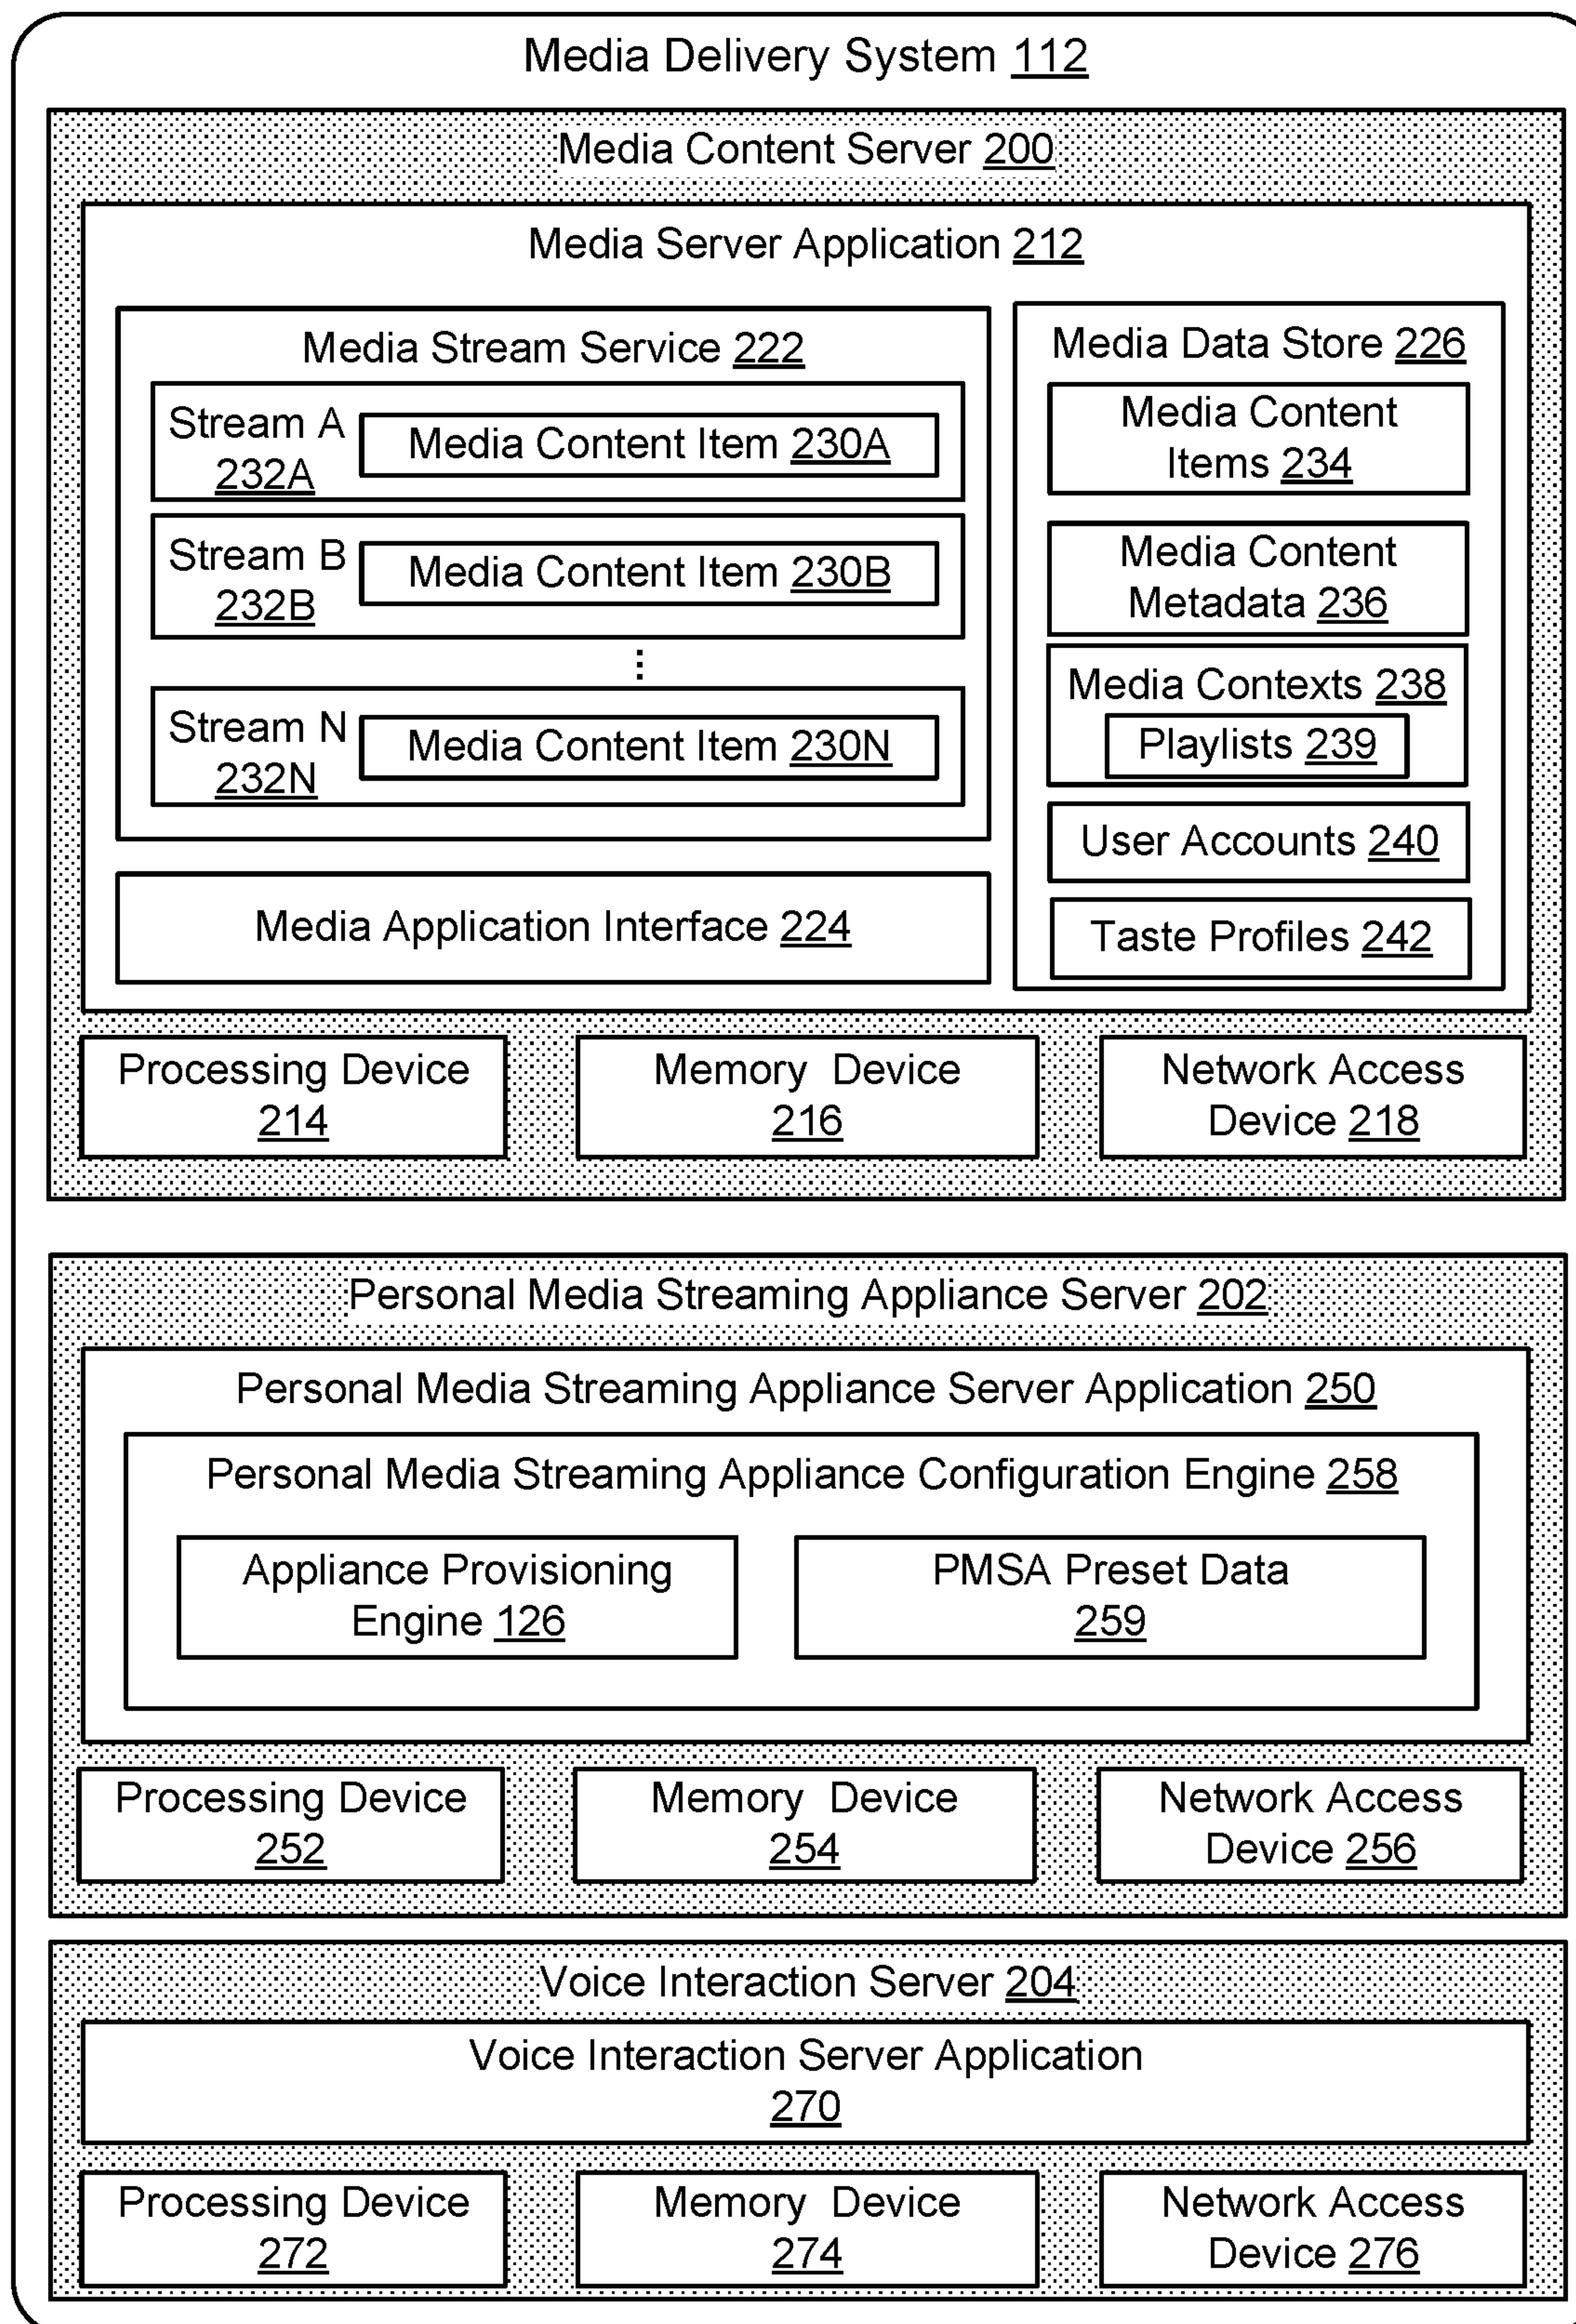 Media Delivery System 112
Media Content Server 200
Media Server Application 212
Media Stream Service 222
Stream A
232A
Media Content Item 230A
Stream B
232B
Media Content Item 230B
⋮
Stream N
232N
Media Content Item 230N
Media Application Interface 224
Media Data Store 226
Media Content
Items 234
Media Content
Metadata 236
Media Contexts 238
Playlists 239
User Accounts 240
Taste Profiles 242
Processing Device
214
Memory Device
216
Network Access
Device 218
Personal Media Streaming Appliance Server 202
Personal Media Streaming Appliance Server Application 250
Personal Media Streaming Appliance Configuration Engine 258
Appliance Provisioning
Engine 126
PMSA Preset Data
259
Processing Device
252
Memory Device
254
Network Access
Device 256
Voice Interaction Server 204
Voice Interaction Server Application
270
Processing Device
272
Memory Device
274
Network Access
Device 276